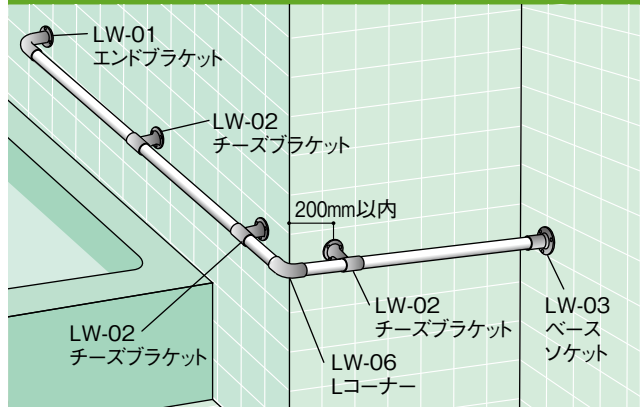 LW-01
エンドブラケット
LW-02
チーズブラケット
200mm以内
LW-02
チーズブラケット
LW-03
ベース
ソケット
LW-02
チーズブラケット
LW-06
Lコーナー